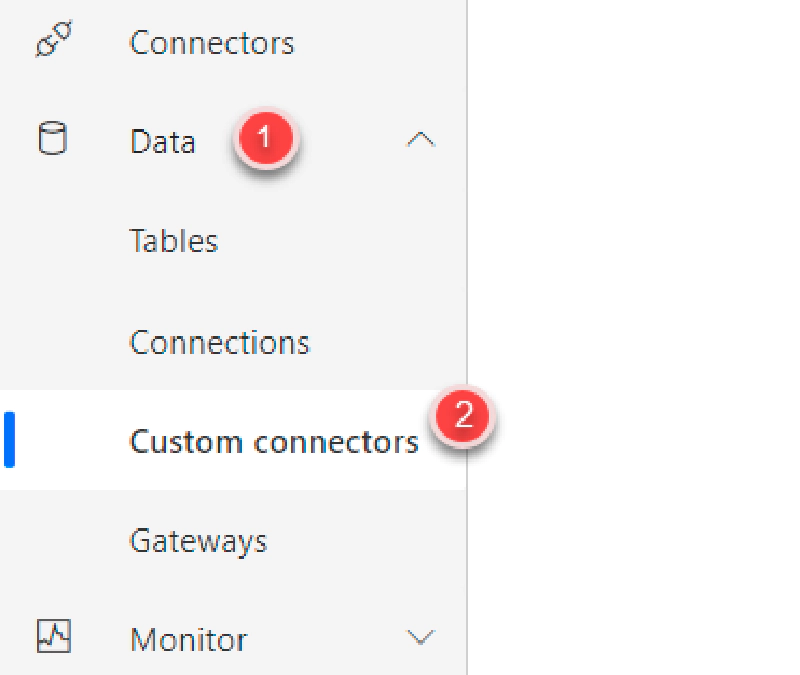 Connectors
Data 1
Tables
Connections
2
Custom connectors
Gateways
Monitor